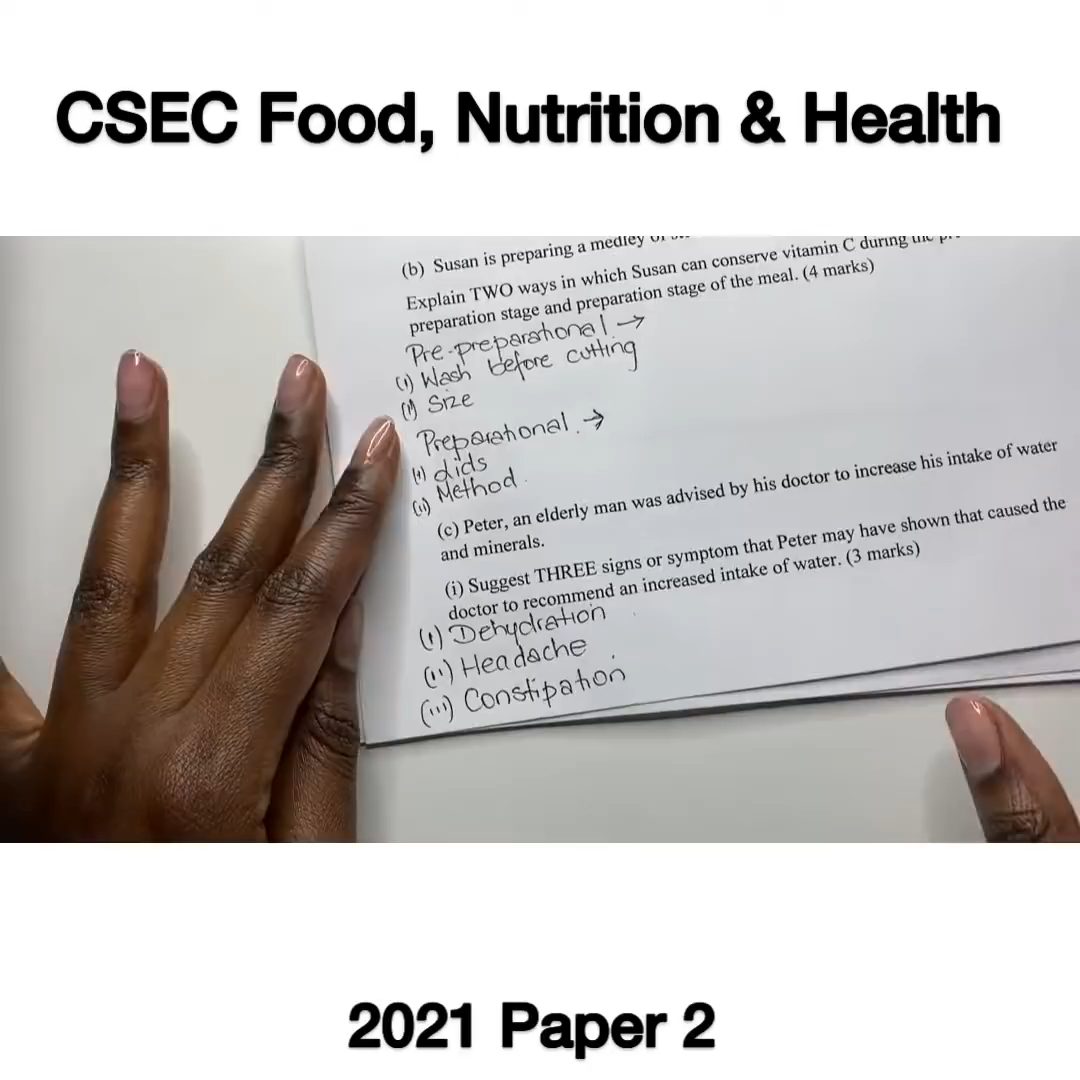 CSEC Food, Nutrition & Health
(b) Susan is preparing a medley
Explain TWO ways in which Susan can conserve vitamin C during the
preparation stage and preparation stage of the meal. (4 marks)
Pre-preparational →
(i) Wash before cutting
(ii) Size
Preparational. →
(i) Lids
(ii) Method.
(c) Peter, an elderly man was advised by his doctor to increase his intake of water
and minerals.
(i) Suggest THREE signs or symptom that Peter may have shown that caused the
doctor to recommend an increased intake of water. (3 marks)
(i) Dehydration
(ii) Headache
(iii) Constipation
2021 Paper 2